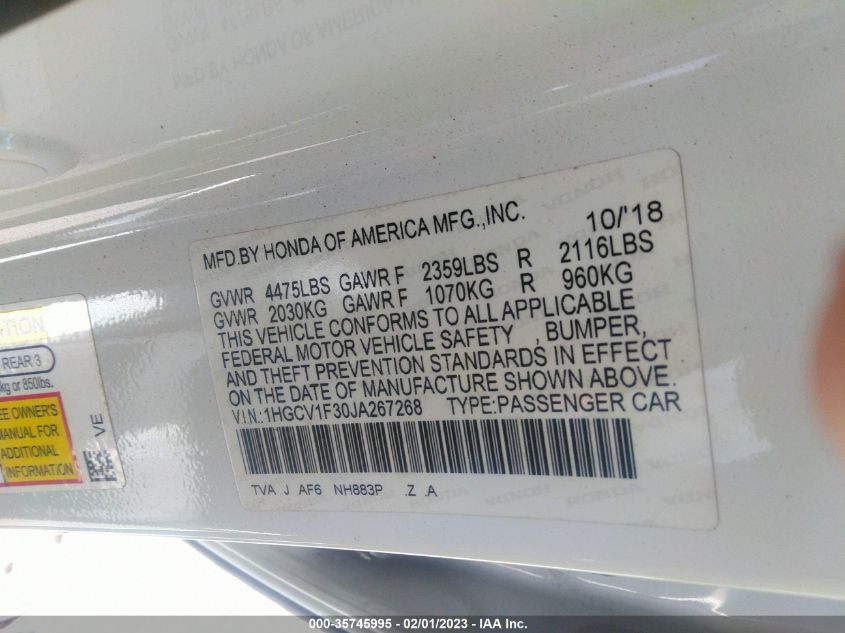 MFD.BY HONDA OF AMERICA MFG.,INC. 10/'18
GVWR 4475LBS GAWR F 2359LBS R 2116LBS
GVWR 2030KG GAWR F 1070KG R 960KG
THIS VEHICLE CONFORMS TO ALL APPLICABLE
FEDERAL MOTOR VEHICLE SAFETY , BUMPER,
AND THEFT PREVENTION STANDARDS IN EFFECT
ON THE DATE OF MANUFACTURE SHOWN ABOVE.
V.I.N.:1HGCV1F30JA267268 TYPE:PASSENGER CAR
TVA J AF6 NH883P .Z .A
REAR 3
kg or 850lbs.
OWNER'S
MANUAL FOR
ADDITIONAL
INFORMATION
VE
00-35745995 - 02/01/2023 - © IAA, Inc.